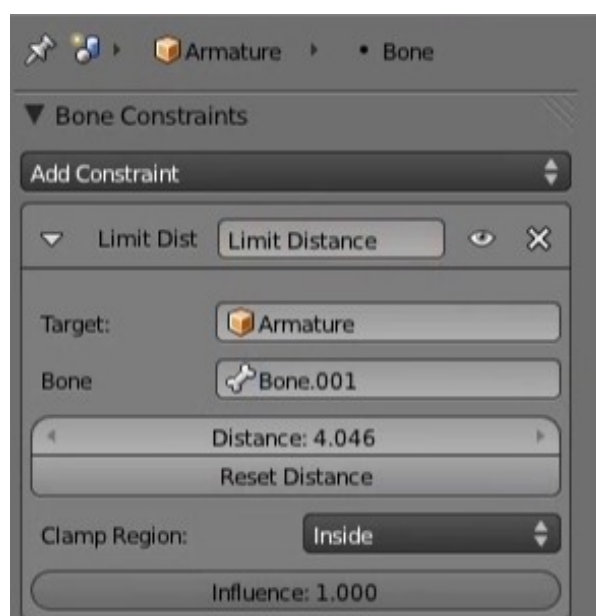 Armature Bone
Bone Constraints
Add Constraint
Limit Dist Limit Distance
Target: Armature
Bone Bone.001
Distance: 4.046
Reset Distance
Clamp Region: Inside
Influence: 1.000